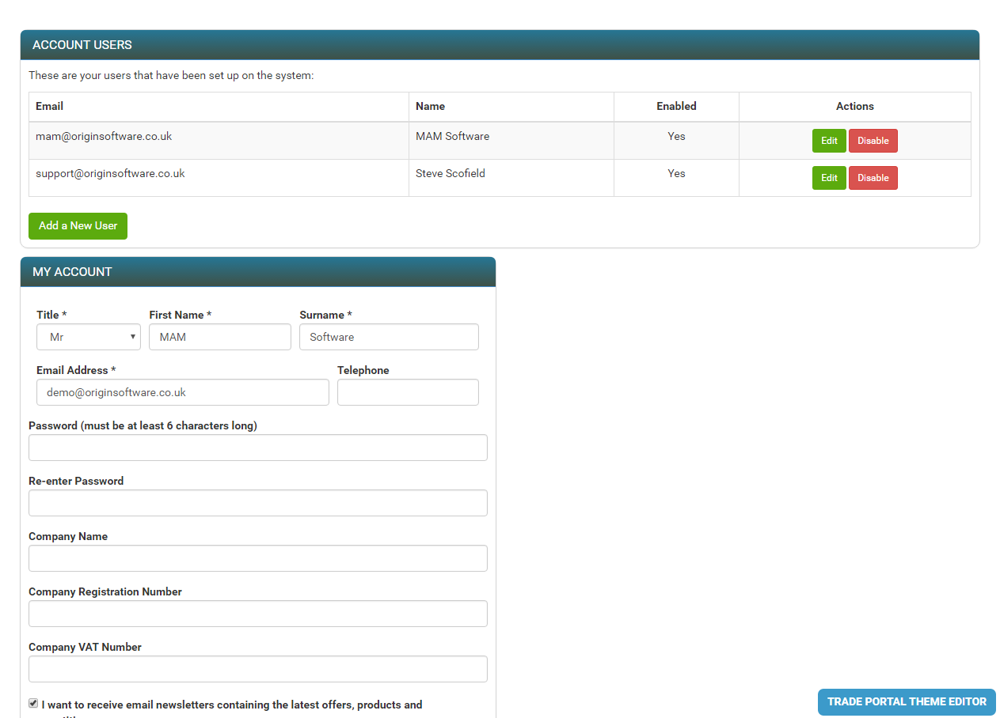 ACCOUNT USERS
These are your users that have been set up on the system:
Email Name Enabled Actions
mam@originsoftware.co.uk MAM Software Yes Edit Disable
support@originsoftware.co.uk Steve Scofield Yes Edit Disable
Add a New User
MY ACCOUNT
Title * First Name * Surname *
Mr MAM Software
Email Address * Telephone
demo@originsoftware.co.uk
Password (must be at least 6 characters long)
Re-enter Password
Company Name
Company Registration Number
Company VAT Number
I want to receive email newsletters containing the latest offers, products and
TRADE PORTAL THEME EDITOR